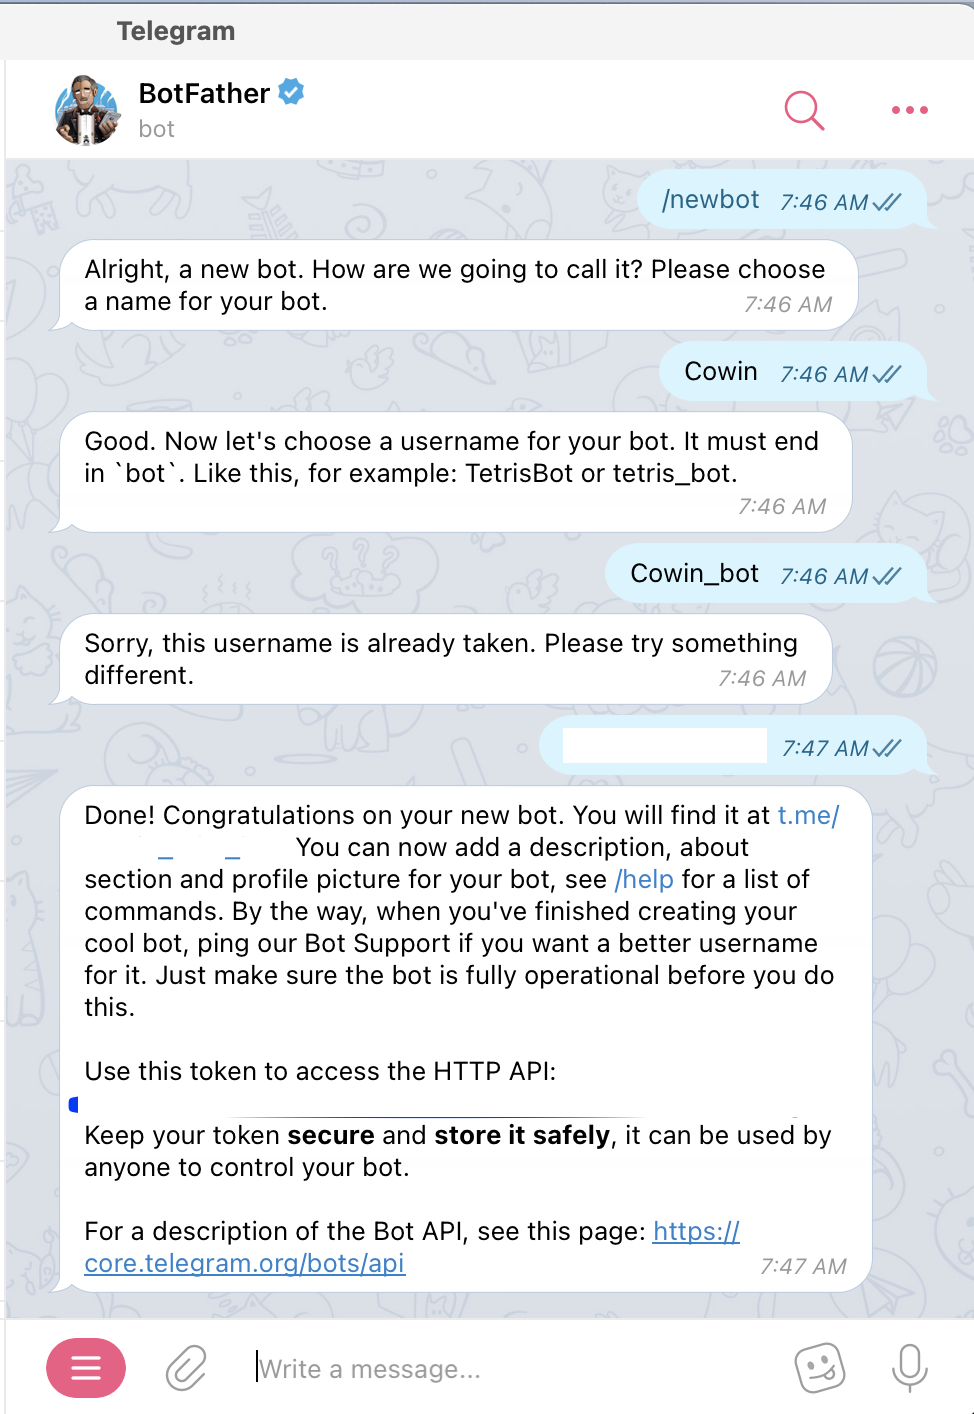 Telegram
BotFather
bot
/newbot 7:46 AM
Alright, a new bot. How are we going to call it? Please choose
a name for your bot.
7:46 AM
Cowin 7:46 AM
Good. Now let's choose a username for your bot. It must end
in `bot`. Like this, for example: TetrisBot or tetris_bot.
7:46 AM
Cowin_bot 7:46 AM
Sorry, this username is already taken. Please try something
different.
7:46 AM
7:47 AM
Done! Congratulations on your new bot. You will find it at t.me/
_ _ You can now add a description, about
section and profile picture for your bot, see /help for a list of
commands. By the way, when you've finished creating your
cool bot, ping our Bot Support if you want a better username
for it. Just make sure the bot is fully operational before you do
this.
Use this token to access the HTTP API:
Keep your token secure and store it safely, it can be used by
anyone to control your bot.
For a description of the Bot API, see this page: https://
core.telegram.org/bots/api
7:47 AM
Write a message...